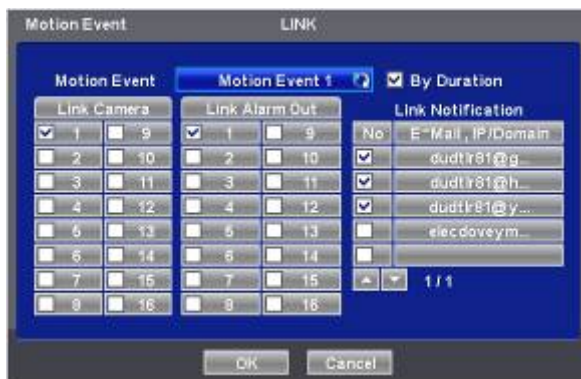 Motion Event LINK
Motion Event Motion Event 1 By Duration
Link Camera Link Alarm Out Link Notification
No E-Mail , IP/Domain
1 9 1 9
2 10 2 10 dudtlr81@g...
3 11 3 11 dudtlr81@h...
4 12 4 12 dudtlr81@y...
5 13 5 13 elecdoveym...
6 14 6 14
7 15 7 15 1 / 1
8 16 8 16
OK Cancel